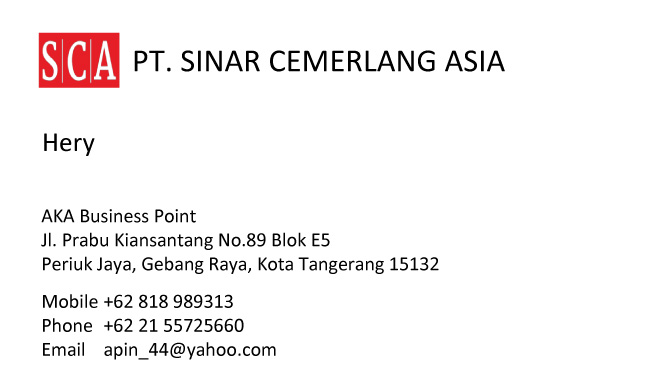 SCA PT. SINAR CEMERLANG ASIA
Hery
AKA Business Point
Jl. Prabu Kiansantang No.89 Blok E5
Periuk Jaya, Gebang Raya, Kota Tangerang 15132
Mobile +62 818 989313
Phone +62 21 55725660
Email apin_44@yahoo.com